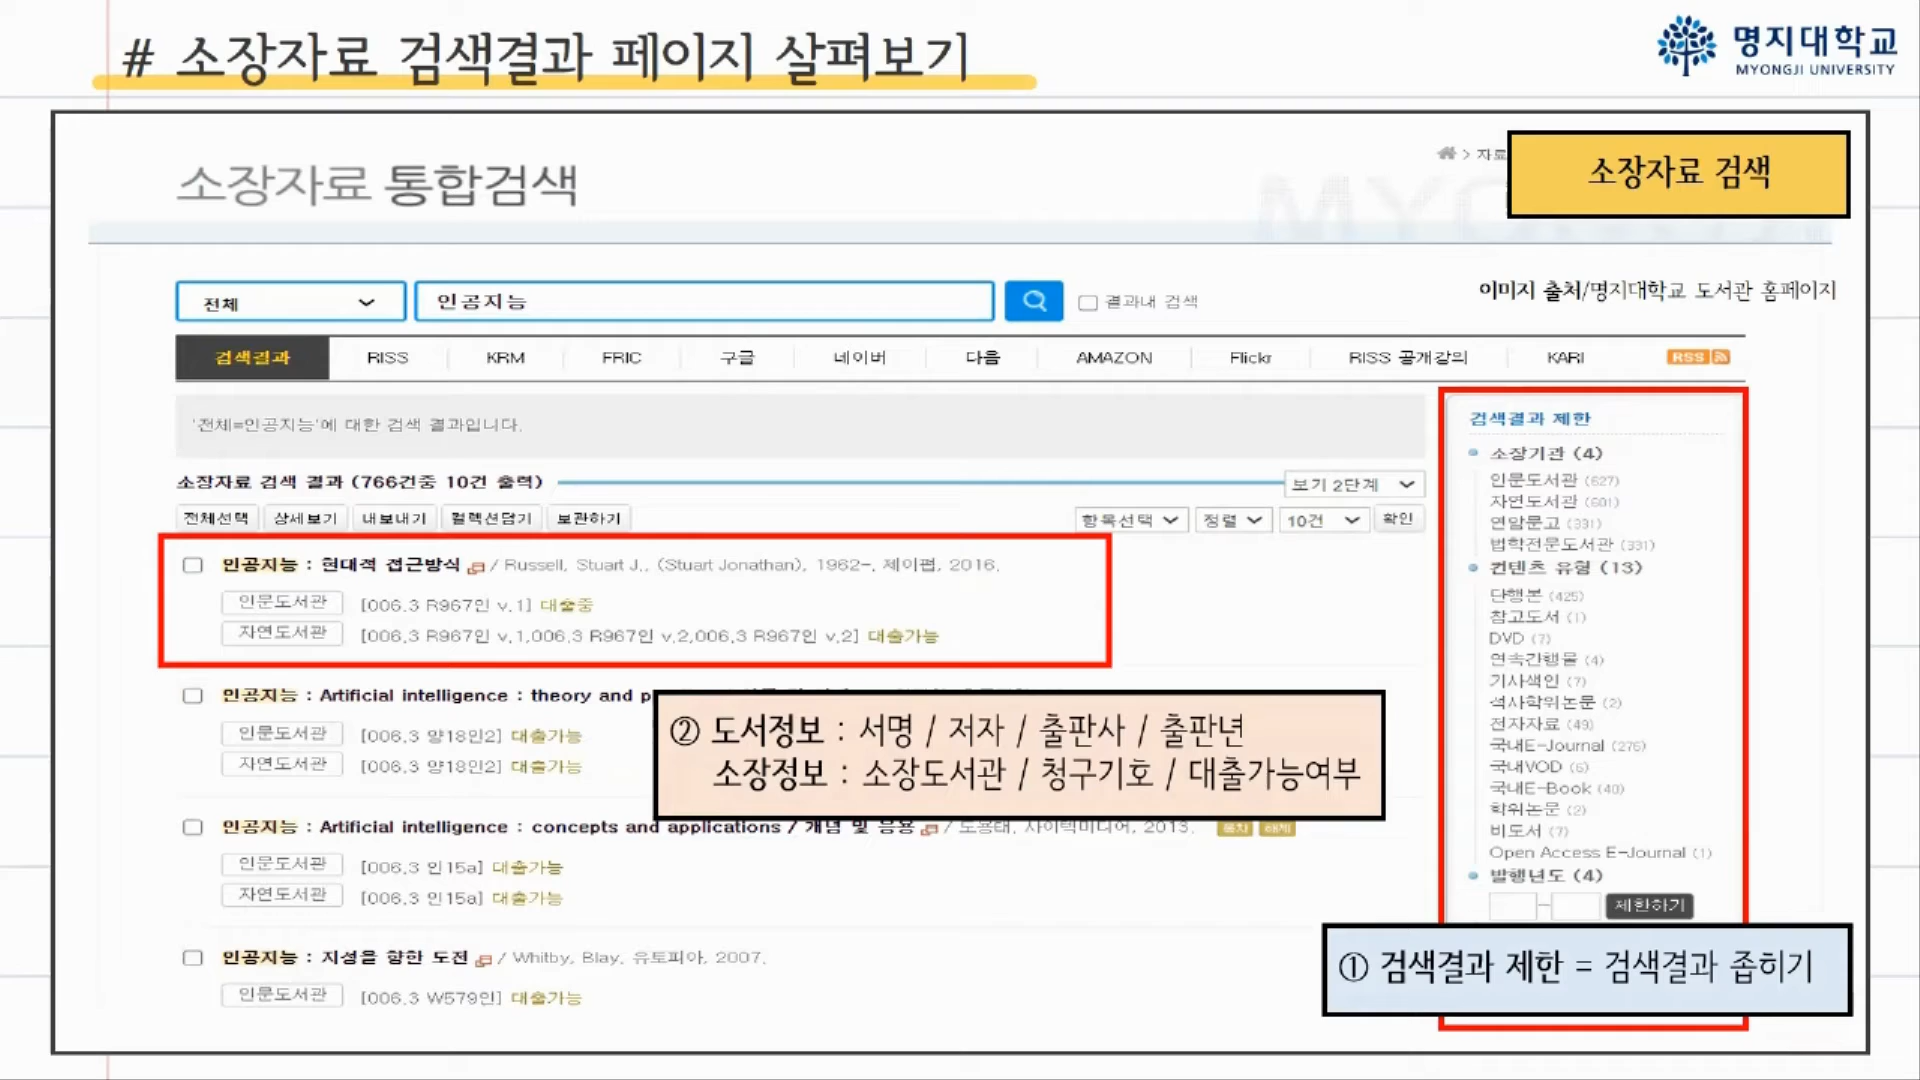 # 소장자료 검색결과 페이지 살펴보기
명지대학교
MYONGJI UNIVERSITY
소장자료 통합검색
> 자료
소장자료 검색
전체
인공지능
결과내 검색
이미지 출처/명지대학교 도서관 홈페이지
검색결과 RISS KRM FRIC 구글 네이버 다음 AMAZON Flickr RISS 공개강의 KARI RSS
'전체=인공지능'에 대한 검색 결과입니다.
소장자료 검색 결과 (766건중 10건 출력)
보기 2단계
전체선택 상세보기 내보내기 컬렉션담기 보관하기
항목선택 정렬 10건 확인
인공지능 : 현대적 접근방식 / Russell, Stuart J., (Stuart Jonathan), 1962-, 제이펍, 2016.
인문도서관 [006.3 R967인 v.1] 대출중
자연도서관 [006.3 R967인 v.1,006.3 R967인 v.2,006.3 R967인 v.2] 대출가능
인공지능 : Artificial intelligence : theory and p
인문도서관 [006.3 양18인2] 대출가능
자연도서관 [006.3 양18인2] 대출가능
② 도서정보 : 서명 / 저자 / 출판사 / 출판년
소장정보 : 소장도서관 / 청구기호 / 대출가능여부
인공지능 : Artificial intelligence : concepts and applications / 개념 및 응용 / 도용태, 사이텍미디어, 2013. 목차 해제
인문도서관 [006.3 인15a] 대출가능
자연도서관 [006.3 인15a] 대출가능
인공지능 : 지성을 향한 도전 / Whitby, Blay, 유토피아, 2007.
인문도서관 [006.3 W579인] 대출가능
검색결과 제한
소장기관 (4)
인문도서관 (627)
자연도서관 (601)
연암문고 (331)
법학전문도서관 (331)
컨텐츠 유형 (13)
단행본 (425)
참고도서 (1)
DVD (7)
연속간행물 (4)
기사색인 (7)
석사학위논문 (2)
전자자료 (49)
국내E-Journal (276)
국내VOD (6)
국내E-Book (40)
학위논문 (2)
비도서 (7)
Open Access E-Journal (1)
발행년도 (4)
제한하기
① 검색결과 제한 = 검색결과 좁히기